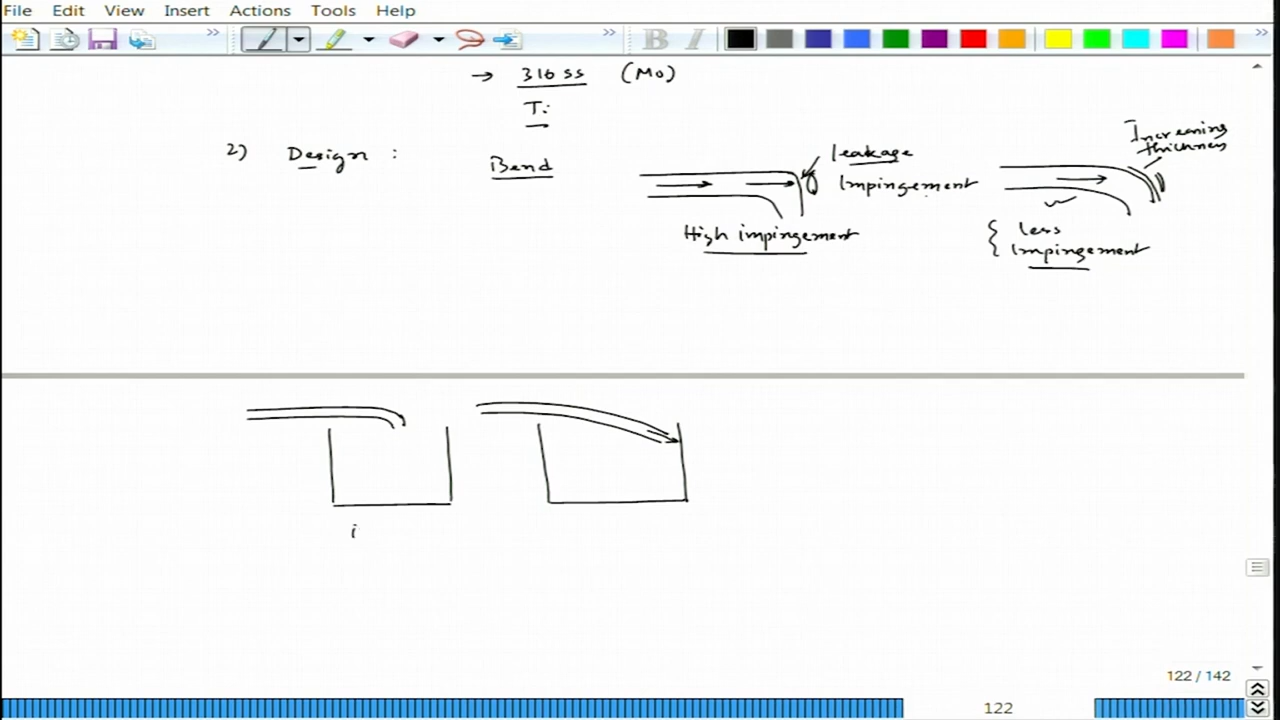 File Edit View Insert Actions Tools Help
B I
→ 316 SS (Mo)
Ti
2) Design : Bend
leakage
Impingement
High impingement
Increasing
thickness
less
Impingement
i
122 / 142
122